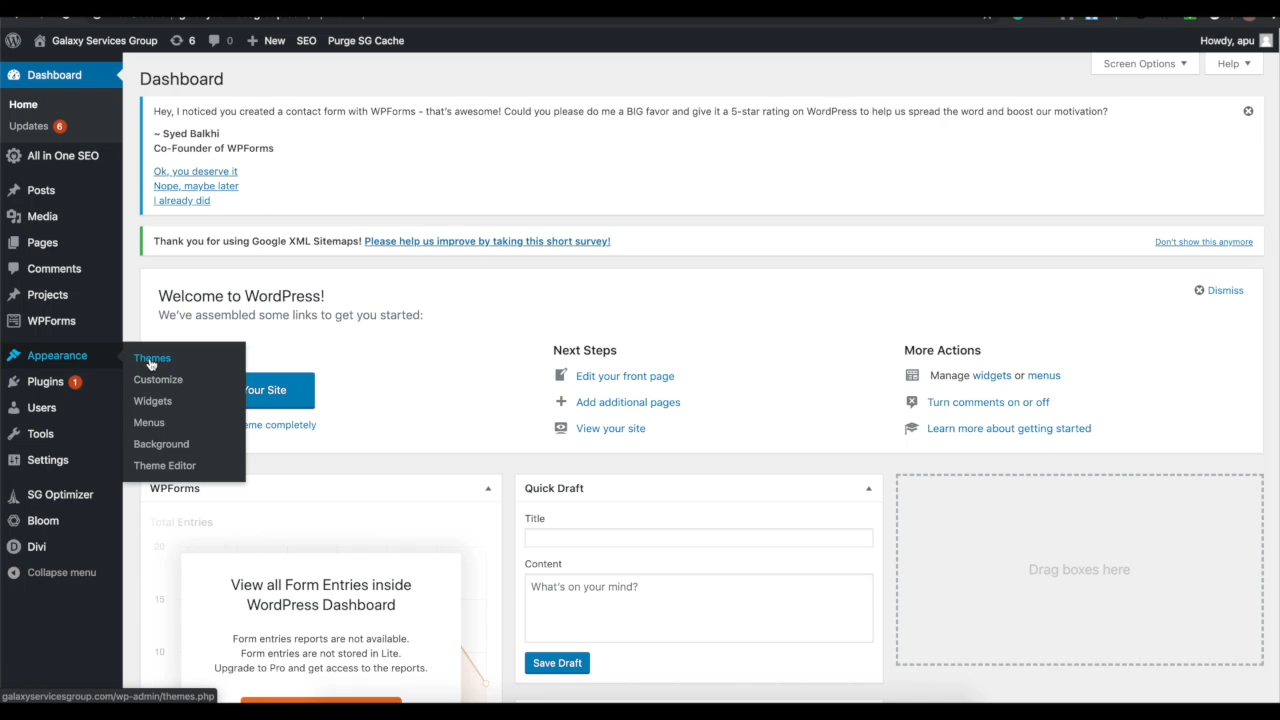 Galaxy Services Group 6 0 New SEO Purge SG Cache
Howdy, apu
Dashboard
Home
Updates 6
All in One SEO
Posts
Media
Pages
Comments
Projects
WPForms
Appearance
Plugins 1
Users
Tools
Settings
SG Optimizer
Bloom
Divi
Collapse menu
Themes
Customize
Widgets
Menus
Background
Theme Editor
Screen Options
Help
Dashboard
Hey, I noticed you created a contact form with WPForms - that's awesome! Could you please do me a BIG favor and give it a 5-star rating on WordPress to help us spread the word and boost our motivation?
~ Syed Balkhi
Co-Founder of WPForms
Ok, you deserve it
Nope, maybe later
I already did
Thank you for using Google XML Sitemaps! Please help us improve by taking this short survey!
Don't show this anymore
Welcome to WordPress!
We've assembled some links to get you started:
Dismiss
Your Site
eme completely
Next Steps
Edit your front page
Add additional pages
View your site
More Actions
Manage widgets or menus
Turn comments on or off
Learn more about getting started
WPForms
Total Entries
20
15
10
View all Form Entries inside
WordPress Dashboard
Form entries reports are not available.
Form entries are not stored in Lite.
Upgrade to Pro and get access to the reports.
Quick Draft
Title
Content
What's on your mind?
Save Draft
Drag boxes here
galaxyservicesgroup.com/wp-admin/themes.php